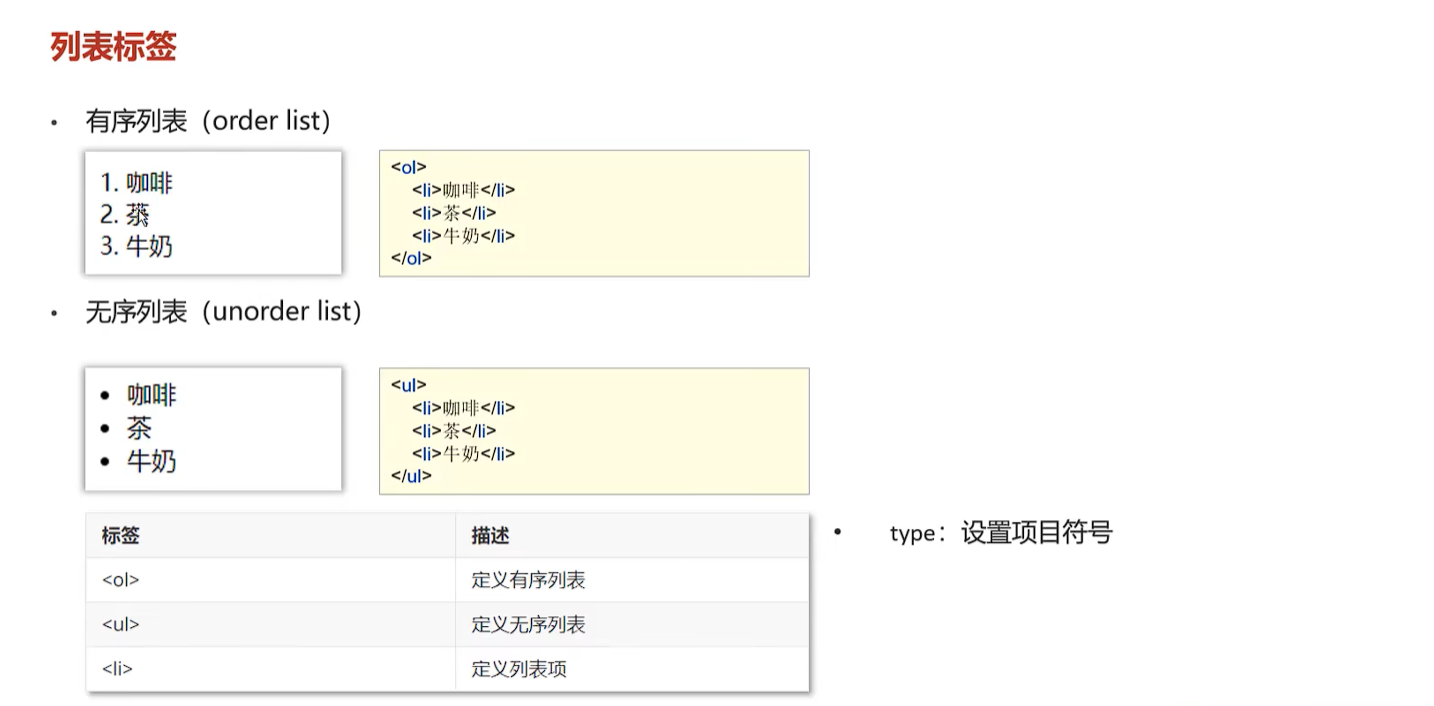 列表标签
• 有序列表（order list）
1. 咖啡
2. 茶
3. 牛奶
<ol>
<li>咖啡</li>
<li>茶</li>
<li>牛奶</li>
</ol>
• 无序列表（unorder list）
• 咖啡
• 茶
• 牛奶
<ul>
<li>咖啡</li>
<li>茶</li>
<li>牛奶</li>
</ul>
标签 描述
<ol> 定义有序列表
<ul> 定义无序列表
<li> 定义列表项
• type：设置项目符号